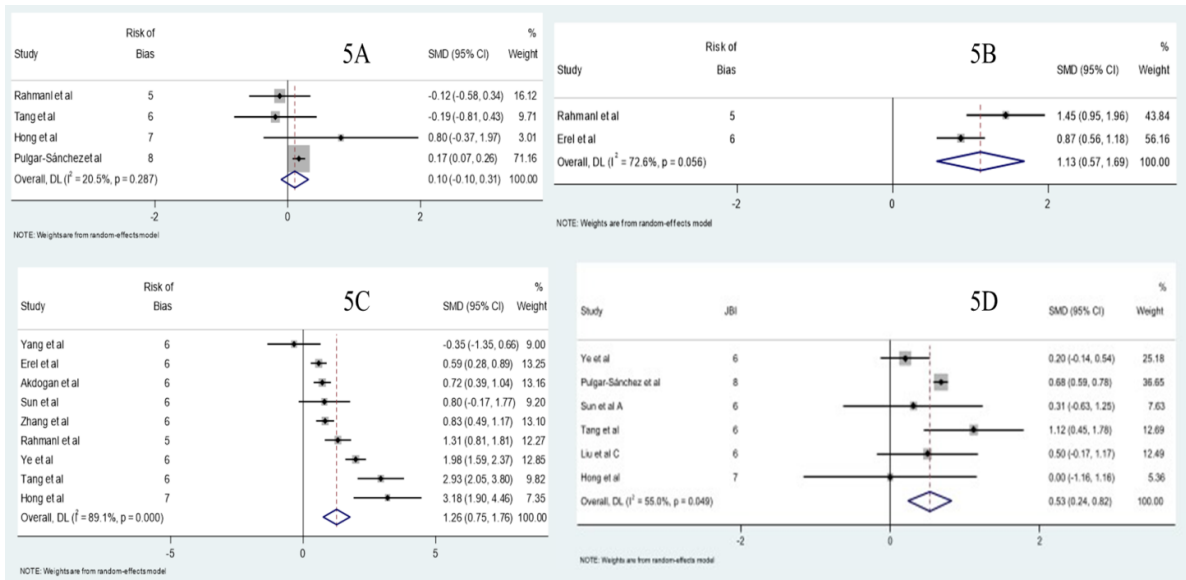 5A
Risk of %
Study Bias SMD (95% CI) Weight
Rahmani et al 5 -0.12 (-0.58, 0.34) 16.12
Tang et al 6 -0.19 (-0.81, 0.43) 9.71
Hong et al 7 0.80 (-0.37, 1.97) 3.01
Pulgar-Sánchez et al 8 0.17 (0.07, 0.26) 71.16
Overall, DL (I² = 20.5%, p = 0.287) 0.10 (-0.10, 0.31) 100.00
-2 0 2
NOTE: Weights are from random-effects model
5B
Risk of %
Study Bias SMD (95% CI) Weight
Rahmani et al 5 1.45 (0.95, 1.96) 43.84
Erel et al 6 0.87 (0.56, 1.18) 56.16
Overall, DL (I² = 72.6%, p = 0.056) 1.13 (0.57, 1.69) 100.00
-2 0 2
NOTE: Weights are from random-effects model
5C
Risk of %
Study Bias SMD (95% CI) Weight
Yang et al 6 -0.35 (-1.35, 0.66) 9.00
Erel et al 6 0.59 (0.28, 0.89) 13.25
Akdogan et al 6 0.72 (0.39, 1.04) 13.16
Sun et al 6 0.80 (-0.17, 1.77) 9.20
Zhang et al 6 0.83 (0.49, 1.17) 13.10
Rahmani et al 5 1.31 (0.81, 1.81) 12.27
Ye et al 6 1.98 (1.59, 2.37) 12.85
Tang et al 6 2.93 (2.05, 3.80) 9.82
Hong et al 7 3.18 (1.90, 4.46) 7.35
Overall, DL (I² = 89.1%, p = 0.000) 1.26 (0.75, 1.76) 100.00
-5 0 5
NOTE: Weights are from random-effects model
5D
%
Study JBI SMD (95% CI) Weight
Ye et al 6 0.20 (-0.14, 0.54) 25.18
Pulgar-Sánchez et al 8 0.68 (0.59, 0.78) 36.65
Sun et al A 6 0.31 (-0.63, 1.25) 7.63
Tang et al 6 1.12 (0.45, 1.78) 12.69
Liu et al C 6 0.50 (-0.17, 1.17) 12.49
Hong et al 7 0.00 (-1.16, 1.16) 5.36
Overall, DL (I² = 55.0%, p = 0.049) 0.53 (0.24, 0.82) 100.00
-2 0 2
NOTE: Weights are from random-effects model